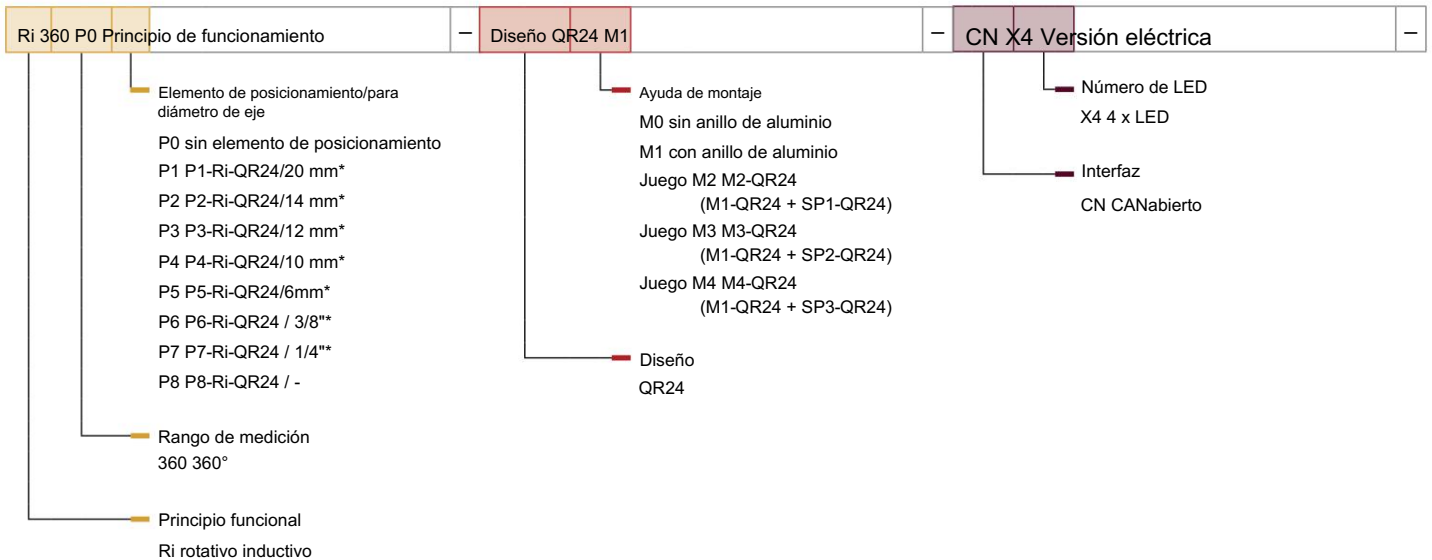 Ri 360 P0 Principio de funcionamiento – Diseño QR24 M1 – CN X4 Versión eléctrica –
Elemento de posicionamiento/para
diámetro de eje
P0 sin elemento de posicionamiento
P1 P1-Ri-QR24/20 mm*
P2 P2-Ri-QR24/14 mm*
P3 P3-Ri-QR24/12 mm*
P4 P4-Ri-QR24/10 mm*
P5 P5-Ri-QR24/6mm*
P6 P6-Ri-QR24 / 3/8"*
P7 P7-Ri-QR24 / 1/4"*
P8 P8-Ri-QR24 / -
Rango de medición
360 360°
Principio funcional
Ri rotativo inductivo
Ayuda de montaje
M0 sin anillo de aluminio
M1 con anillo de aluminio
Juego M2 M2-QR24
(M1-QR24 + SP1-QR24)
Juego M3 M3-QR24
(M1-QR24 + SP2-QR24)
Juego M4 M4-QR24
(M1-QR24 + SP3-QR24)
Diseño
QR24
Número de LED
X4 4 x LED
Interfaz
CN CANabierto